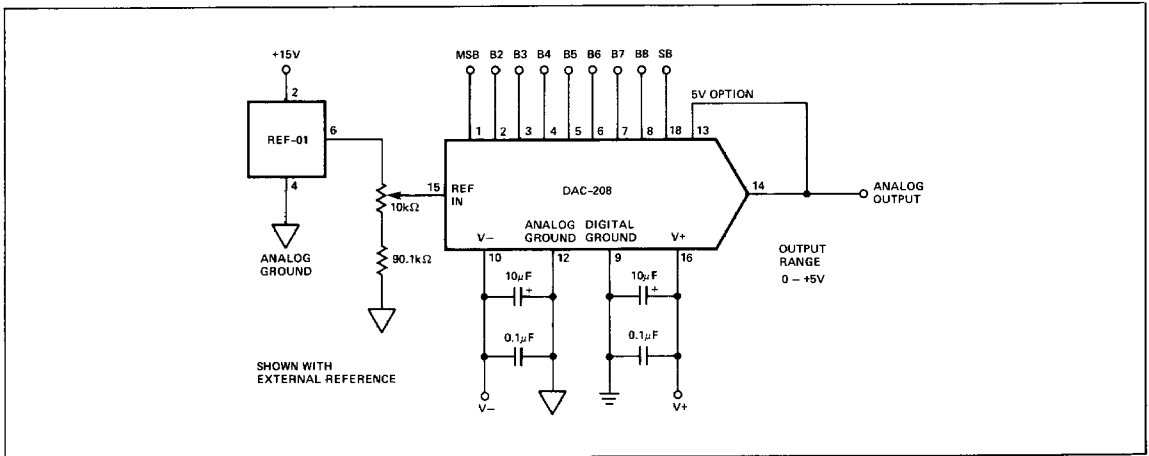 +15V
2
REF-01
6
4
ANALOG
GROUND
10kΩ
90.1kΩ
SHOWN WITH
EXTERNAL REFERENCE
MSB B2 B3 B4 B5 B6 B7 B8 SB
5V OPTION
1 2 3 4 5 6 7 8 18 13
15 REF
IN
DAC-208
14
ANALOG
OUTPUT
V− ANALOG
GROUND DIGITAL
GROUND V+
10 12 9 16
10μF
+
10μF
+
0.1μF
0.1μF
V−
V+
OUTPUT
RANGE
0 – +5V